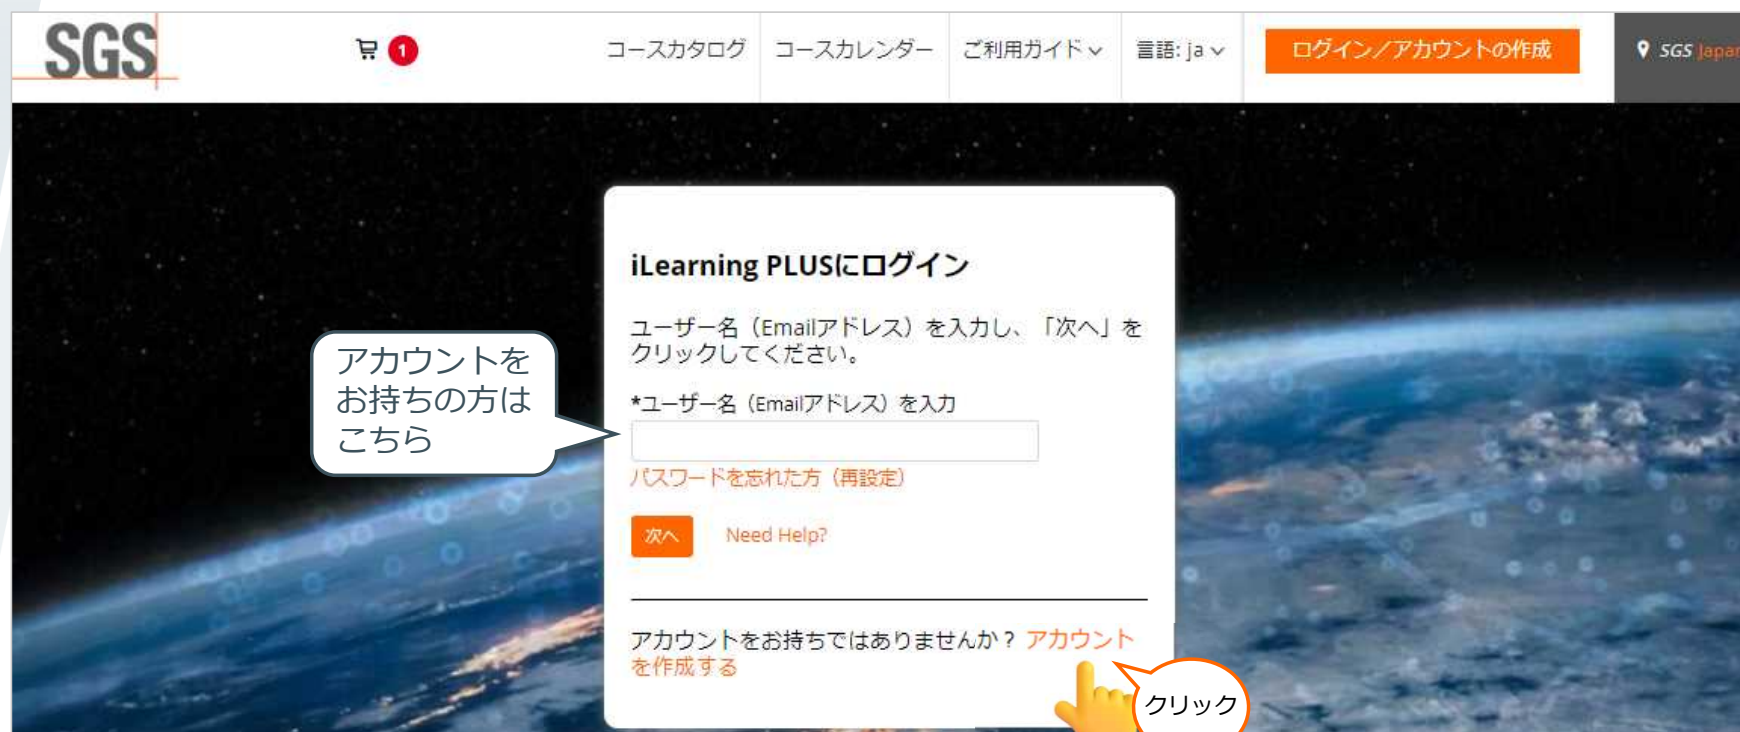 SGS
1
コースカタログ
コースカレンダー
ご利用ガイド
言語: ja
ログイン／アカウントの作成
SGS Japan
iLearning PLUSにログイン
ユーザー名（Emailアドレス）を入力し、「次へ」を
クリックしてください。
アカウントを
お持ちの方は
こちら
*ユーザー名（Emailアドレス）を入力
パスワードを忘れた方（再設定）
次へ
Need Help?
アカウントをお持ちではありませんか？ アカウント
を作成する
クリック